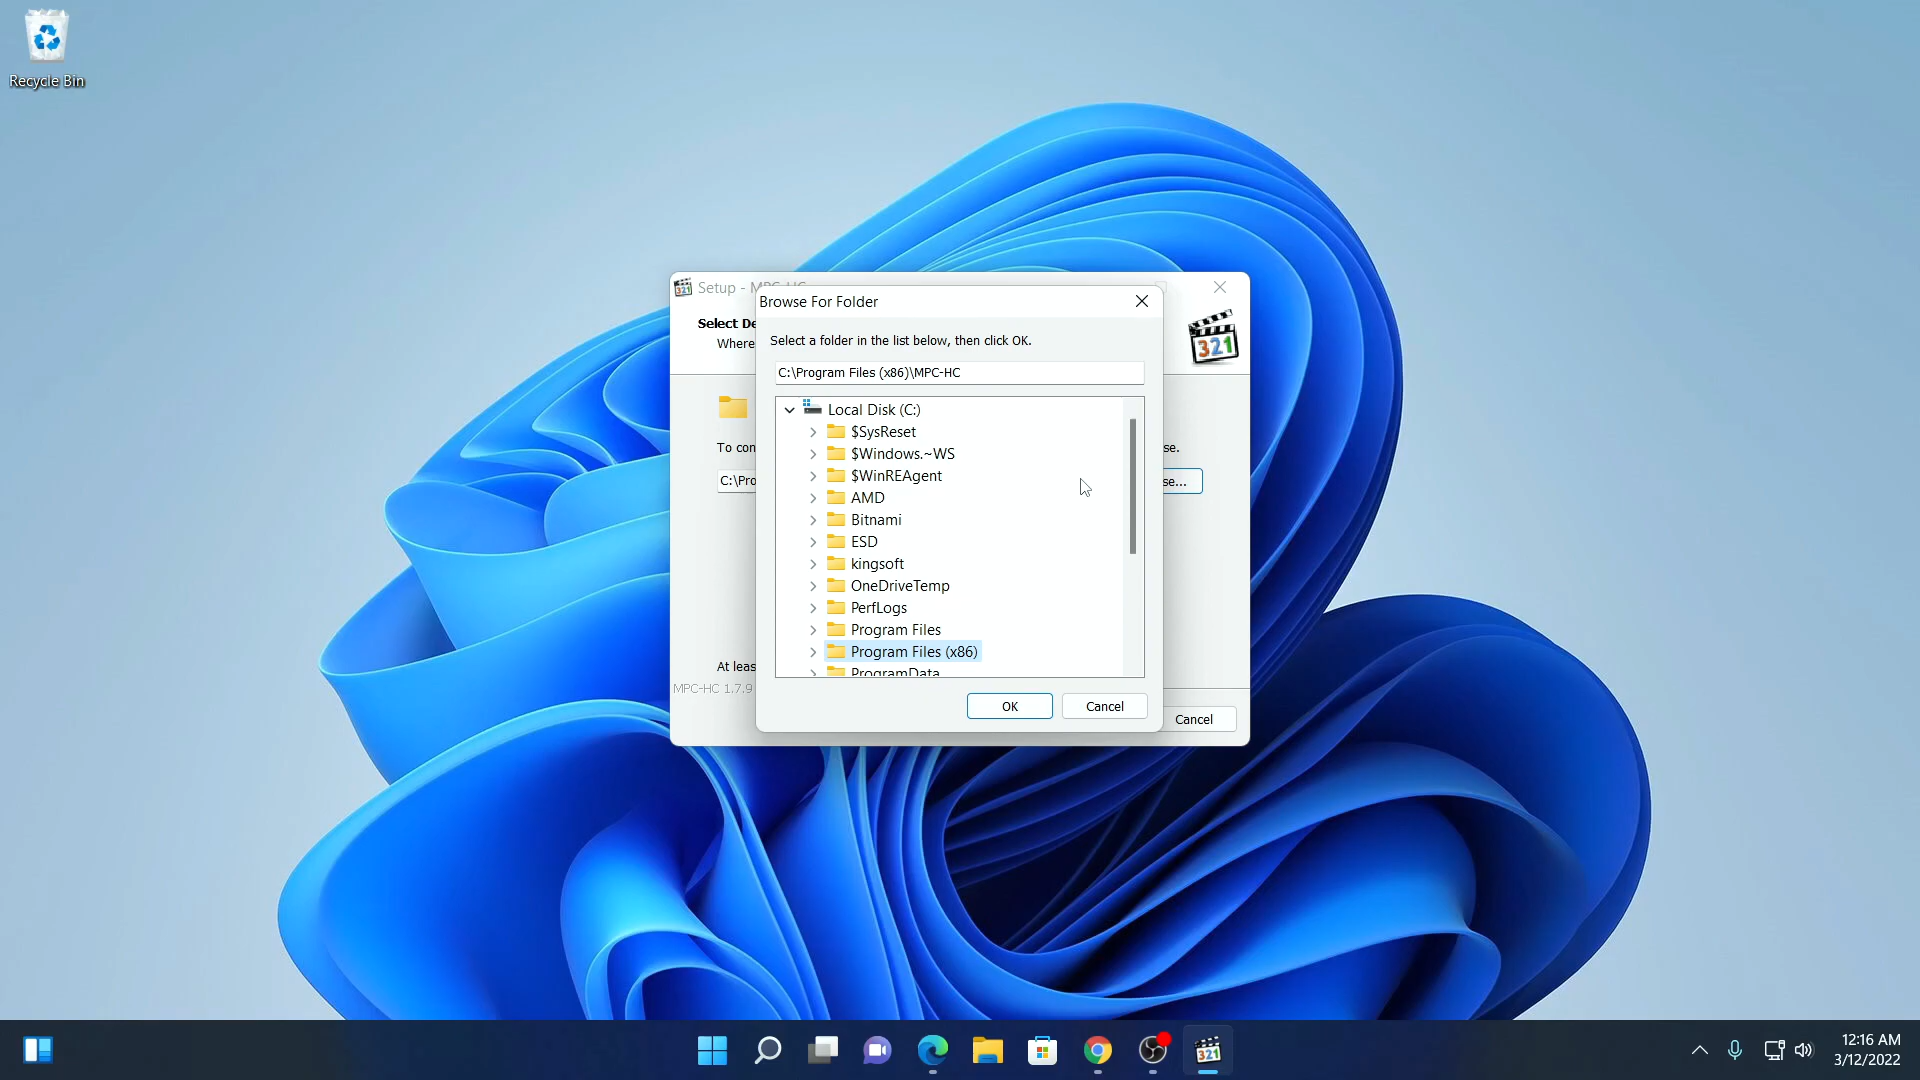 Recycle Bin
Setup - MPC-HC
Browse For Folder
Select De
Where
321
Select a folder in the list below, then click OK.
C:\Program Files (x86)\MPC-HC
Local Disk (C:)
$SysReset
$Windows.~WS
$WinREAgent
AMD
Bitnami
ESD
kingsoft
OneDriveTemp
PerfLogs
Program Files
Program Files (x86)
ProgramData
To con
se.
C:\Pro
se...
At leas
MPC-HC 1.7.9
OK
Cancel
Cancel
321
12:16 AM
3/12/2022